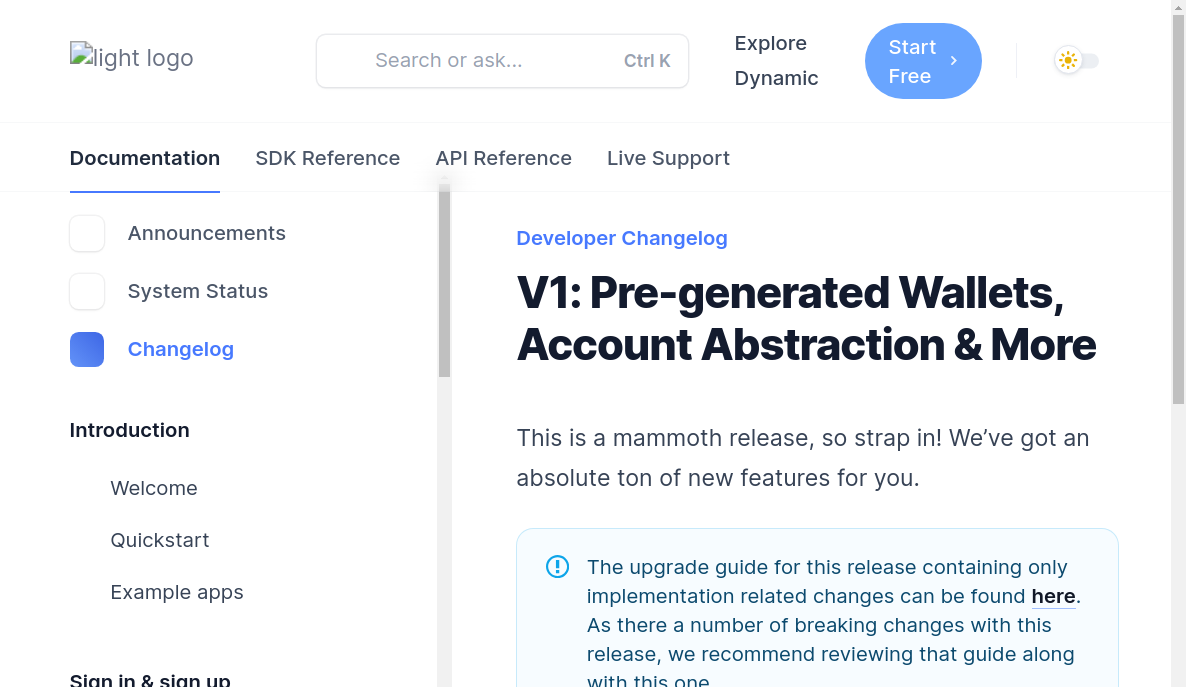 light logo
Search or ask...
Ctrl K
Explore
Dynamic
Start
Free
Documentation
SDK Reference
API Reference
Live Support
Announcements
System Status
Changelog
Introduction
Welcome
Quickstart
Example apps
Sign in & sign up
Developer Changelog
V1: Pre-generated Wallets,
Account Abstraction & More
This is a mammoth release, so strap in! We’ve got an
absolute ton of new features for you.
The upgrade guide for this release containing only
implementation related changes can be found here.
As there a number of breaking changes with this
release, we recommend reviewing that guide along
with this one